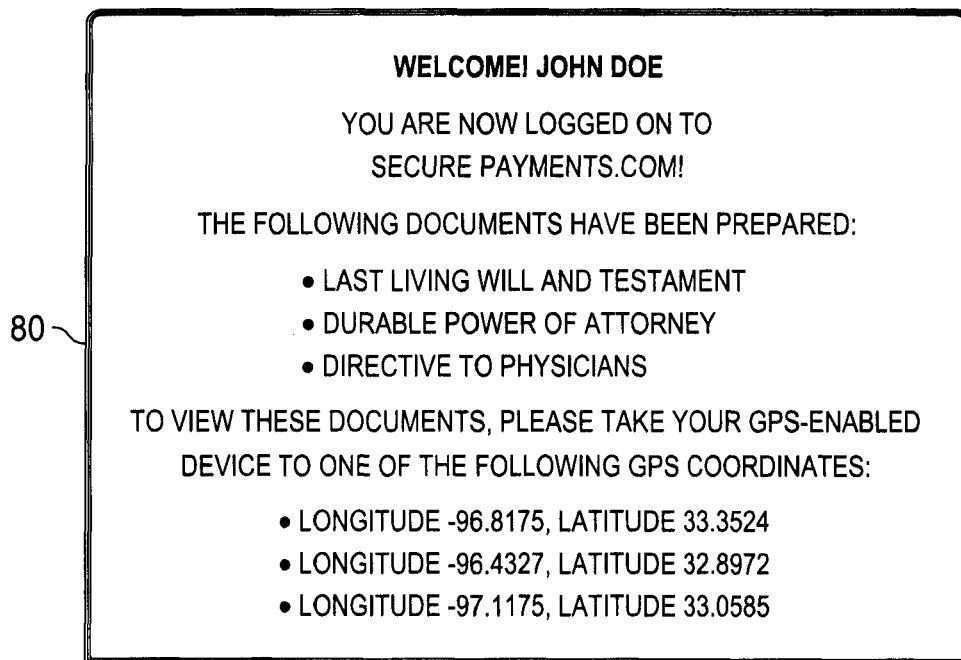 WELCOME! JOHN DOE
YOU ARE NOW LOGGED ON TO
SECURE PAYMENTS.COM!
THE FOLLOWING DOCUMENTS HAVE BEEN PREPARED:
• LAST LIVING WILL AND TESTAMENT
• DURABLE POWER OF ATTORNEY
80
• DIRECTIVE TO PHYSICIANS
TO VIEW THESE DOCUMENTS, PLEASE TAKE YOUR GPS-ENABLED
DEVICE TO ONE OF THE FOLLOWING GPS COORDINATES:
• LONGITUDE -96.8175, LATITUDE 33.3524
• LONGITUDE -96.4327, LATITUDE 32.8972
• LONGITUDE -97.1175, LATITUDE 33.0585